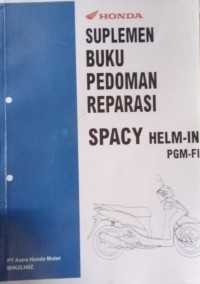 HONDA
SUPLEMEN
BUKU
PEDOMAN
REPARASI
SPACY HELM-IN
PGM-FI
PT Astra Honda Motor